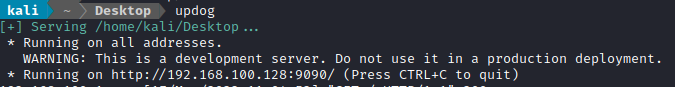 kali ~ Desktop updog
[+] Serving /home/kali/Desktop...
* Running on all addresses.
WARNING: This is a development server. Do not use it in a production deployment.
* Running on http://192.168.100.128:9090/ (Press CTRL+C to quit)